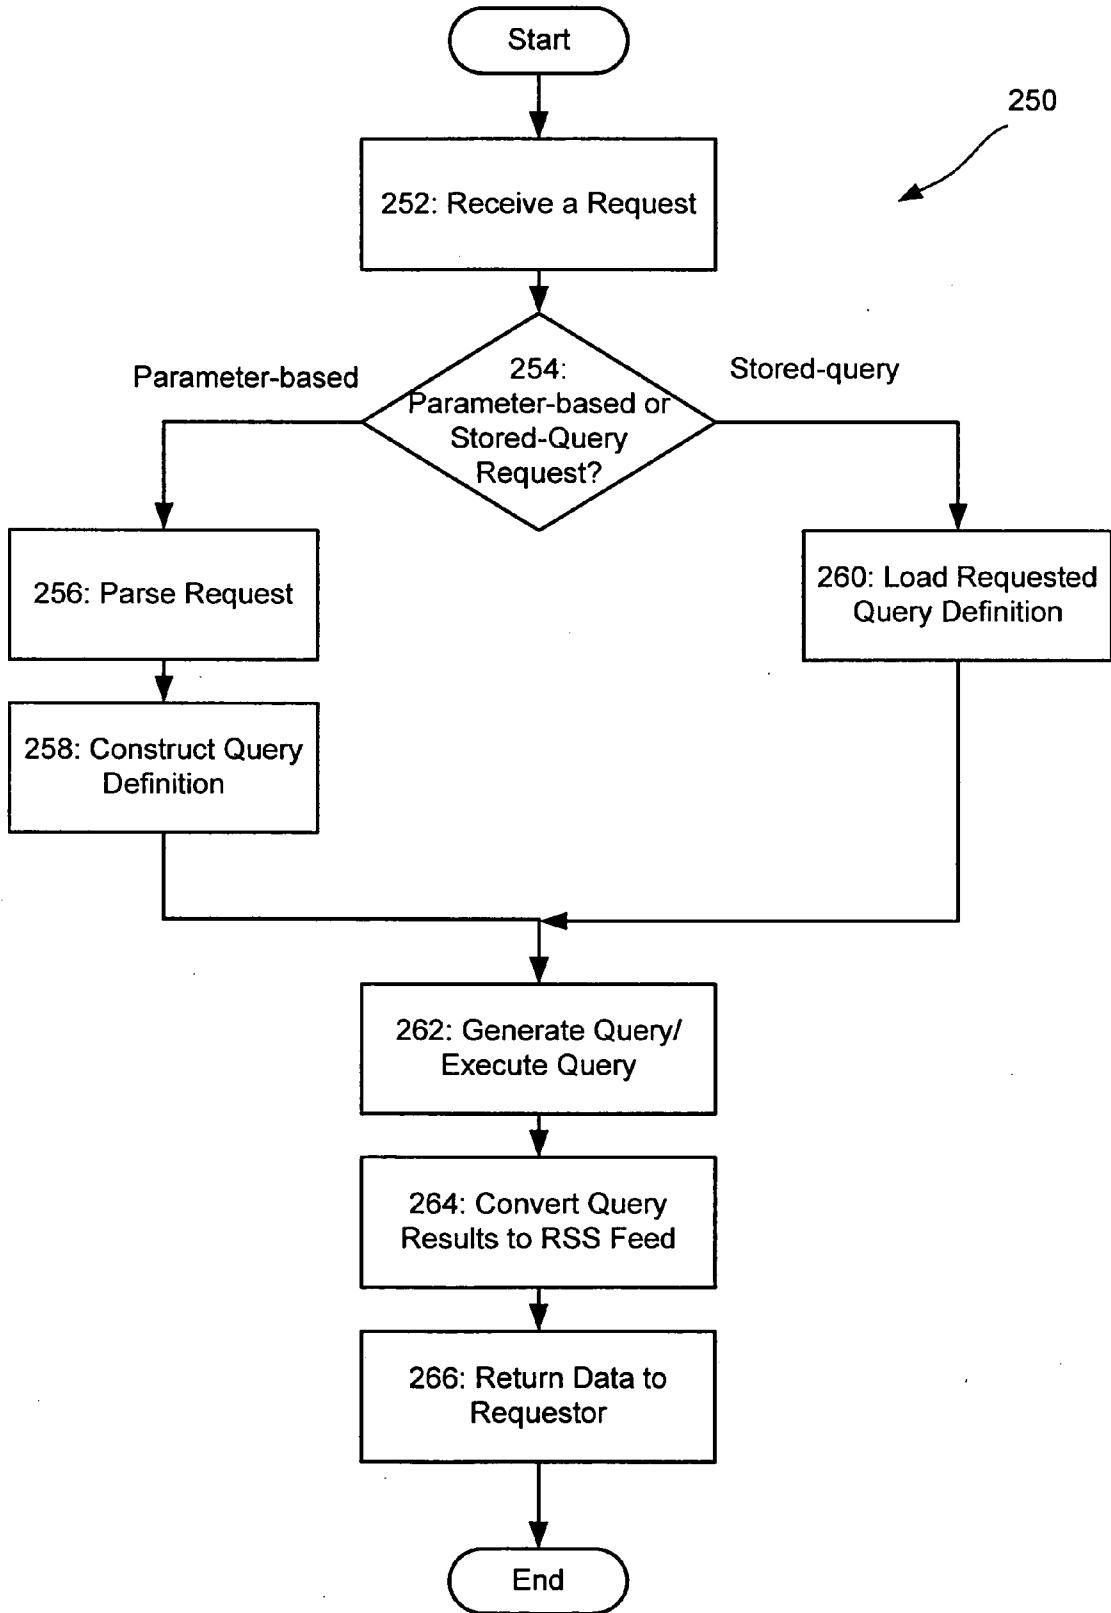 Start
250
252: Receive a Request
Parameter-based
254:
Parameter-based or
Stored-Query
Request?
Stored-query
256: Parse Request
260: Load Requested
Query Definition
258: Construct Query
Definition
262: Generate Query/
Execute Query
264: Convert Query
Results to RSS Feed
266: Return Data to
Requestor
End